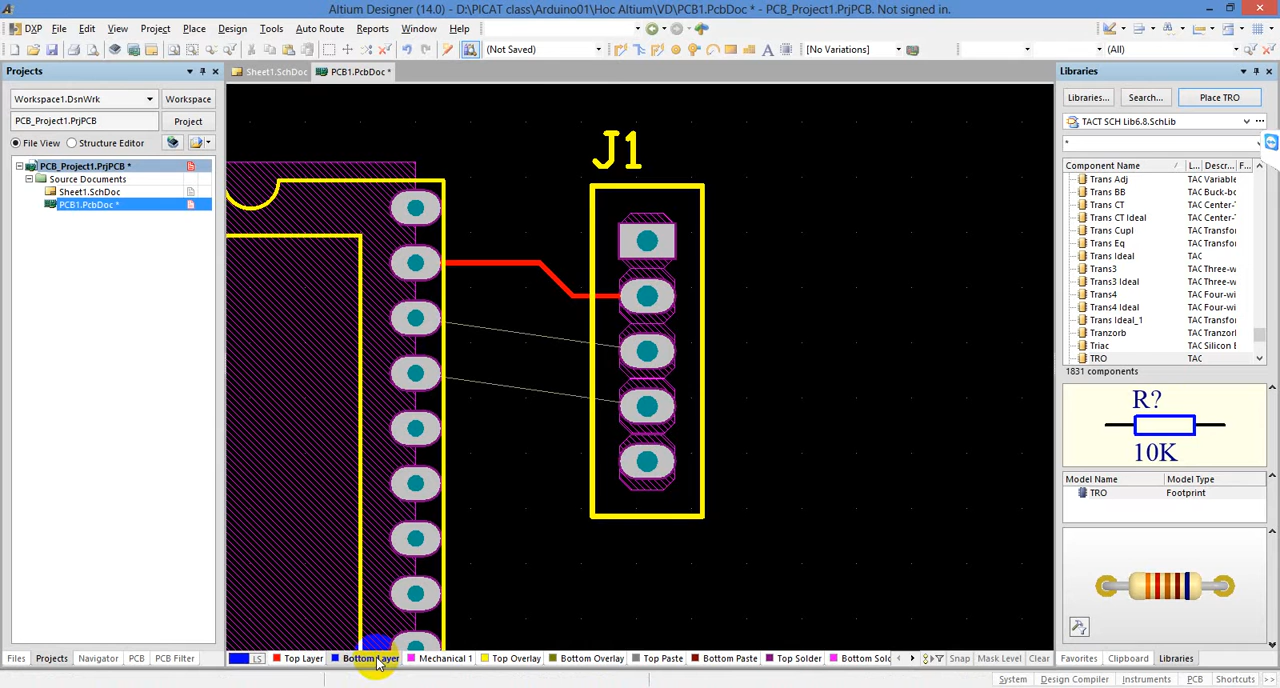 Altium Designer (14.0) - D:\PICAT class\Arduino01\Hoc Altium\VD\PCB1.PcbDoc * - PCB_Project1.PrjPCB. Not signed in.
DXP File Edit View Project Place Design Tools Auto Route Reports Window Help
(Not Saved) [No Variations] (All)
Projects
Sheet1.SchDoc PCB1.PcbDoc *
Libraries
Workspace1.DsnWrk Workspace
PCB_Project1.PrjPCB Project
File View Structure Editor
PCB_Project1.PrjPCB *
Source Documents
Sheet1.SchDoc
PCB1.PcbDoc *
J1
Libraries... Search... Place TRO
TACT SCH Lib6.8.SchLib
*
Component Name L... Descr... F...
Trans Adj TAC Variable
Trans BB TAC Buck-bo
Trans CT TAC Center-
Trans CT Ideal TAC Center-
Trans Cupl TAC Transfo
Trans Eq TAC Transfo
Trans Ideal TAC
Trans3 TAC Three-w
Trans3 Ideal TAC Three-w
Trans4 TAC Four-wi
Trans4 Ideal TAC Four-wi
Trans Ideal_1 TAC Transfo
Tranzorb TAC Tranzor
Triac TAC Silicon
TRO TAC
1831 components
R?
10K
Model Name Model Type
TRO Footprint
Files Projects Navigator PCB PCB Filter
LS Top Layer Bottom Layer Mechanical 1 Top Overlay Bottom Overlay Top Paste Bottom Paste Top Solder Bottom Sol Snap Mask Level Clear
Favorites Clipboard Libraries
System Design Compiler Instruments PCB Shortcuts >>